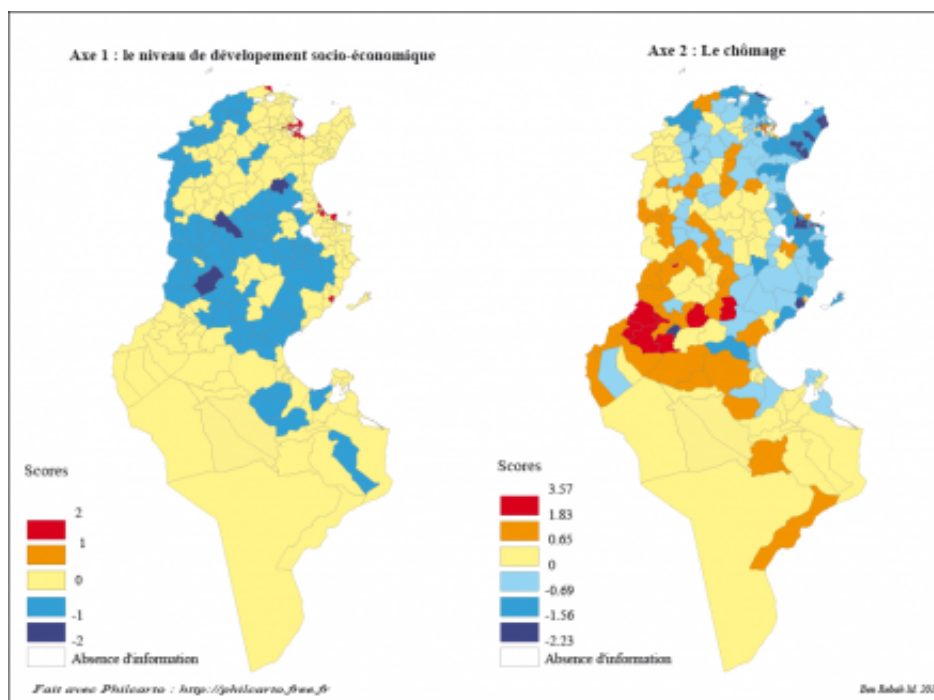 Axe 1 : le niveau de dévelopement socio-économique
Axe 2 : Le chômage
Scores
2
1
0
-1
-2
Absence d'information
Scores
3.57
1.83
0.65
0
-0.69
-1.56
-2.23
Absence d'information
Fait avec Philcarto : http://philcarto.free.fr
Ben Rebah M.